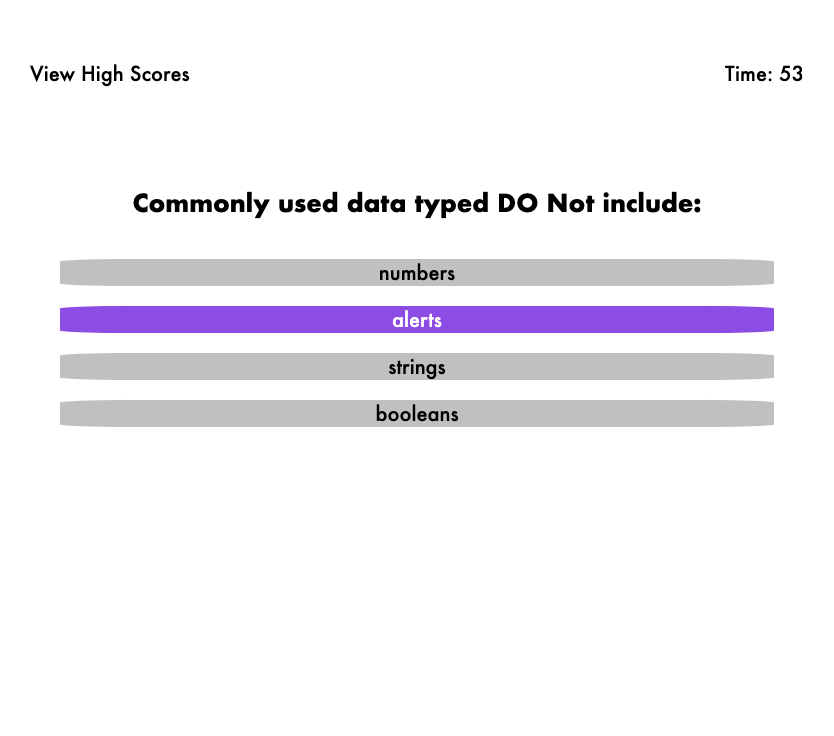 View High Scores
Time: 53
Commonly used data typed DO Not include:
numbers
alerts
strings
booleans